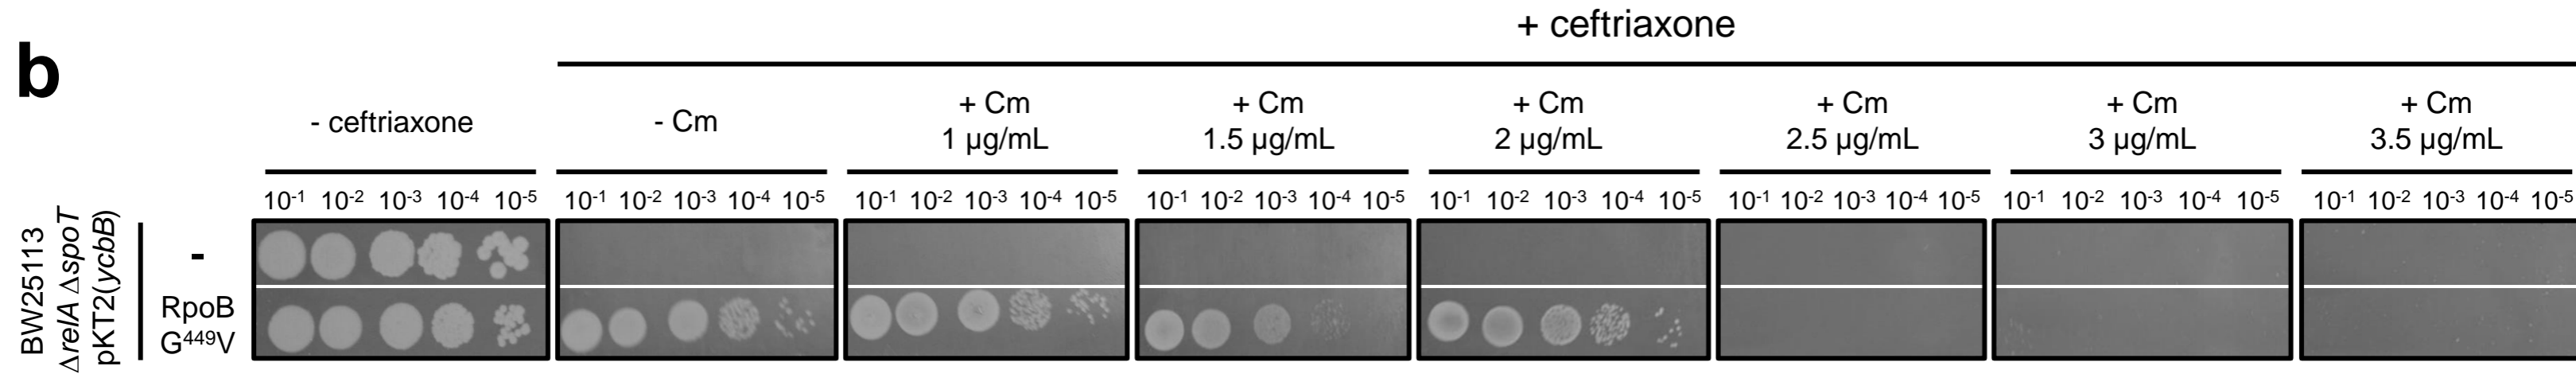 b
+ ceftriaxone
- ceftriaxone
- Cm
+ Cm
1 µg/mL
+ Cm
1.5 µg/mL
+ Cm
2 µg/mL
+ Cm
2.5 µg/mL
+ Cm
3 µg/mL
+ Cm
3.5 µg/mL
10-1 10-2 10-3 10-4 10-5
10-1 10-2 10-3 10-4 10-5
10-1 10-2 10-3 10-4 10-5
10-1 10-2 10-3 10-4 10-5
10-1 10-2 10-3 10-4 10-5
10-1 10-2 10-3 10-4 10-5
10-1 10-2 10-3 10-4 10-5
10-1 10-2 10-3 10-4 10-5
BW25113
ΔrelA ΔspoT
pKT2(ycbB)
-
RpoB
G449V